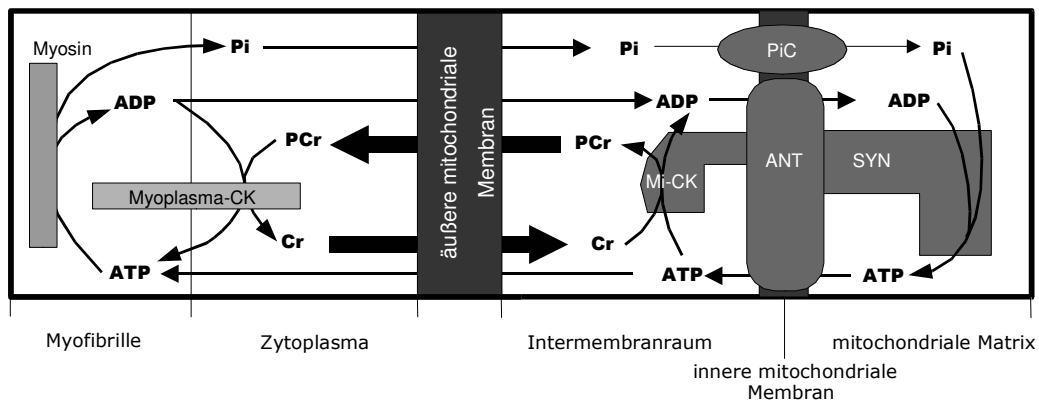 Myosin
Pi
Pi
PiC
Pi
ADP
ADP
ADP
PCr
PCr
äußere mitochondriale
Membran
ANT
SYN
Mi-CK
Myoplasma-CK
Cr
Cr
ATP
ATP
ATP
Myofibrille
Zytoplasma
Intermembranraum
mitochondriale Matrix
innere mitochondriale
Membran